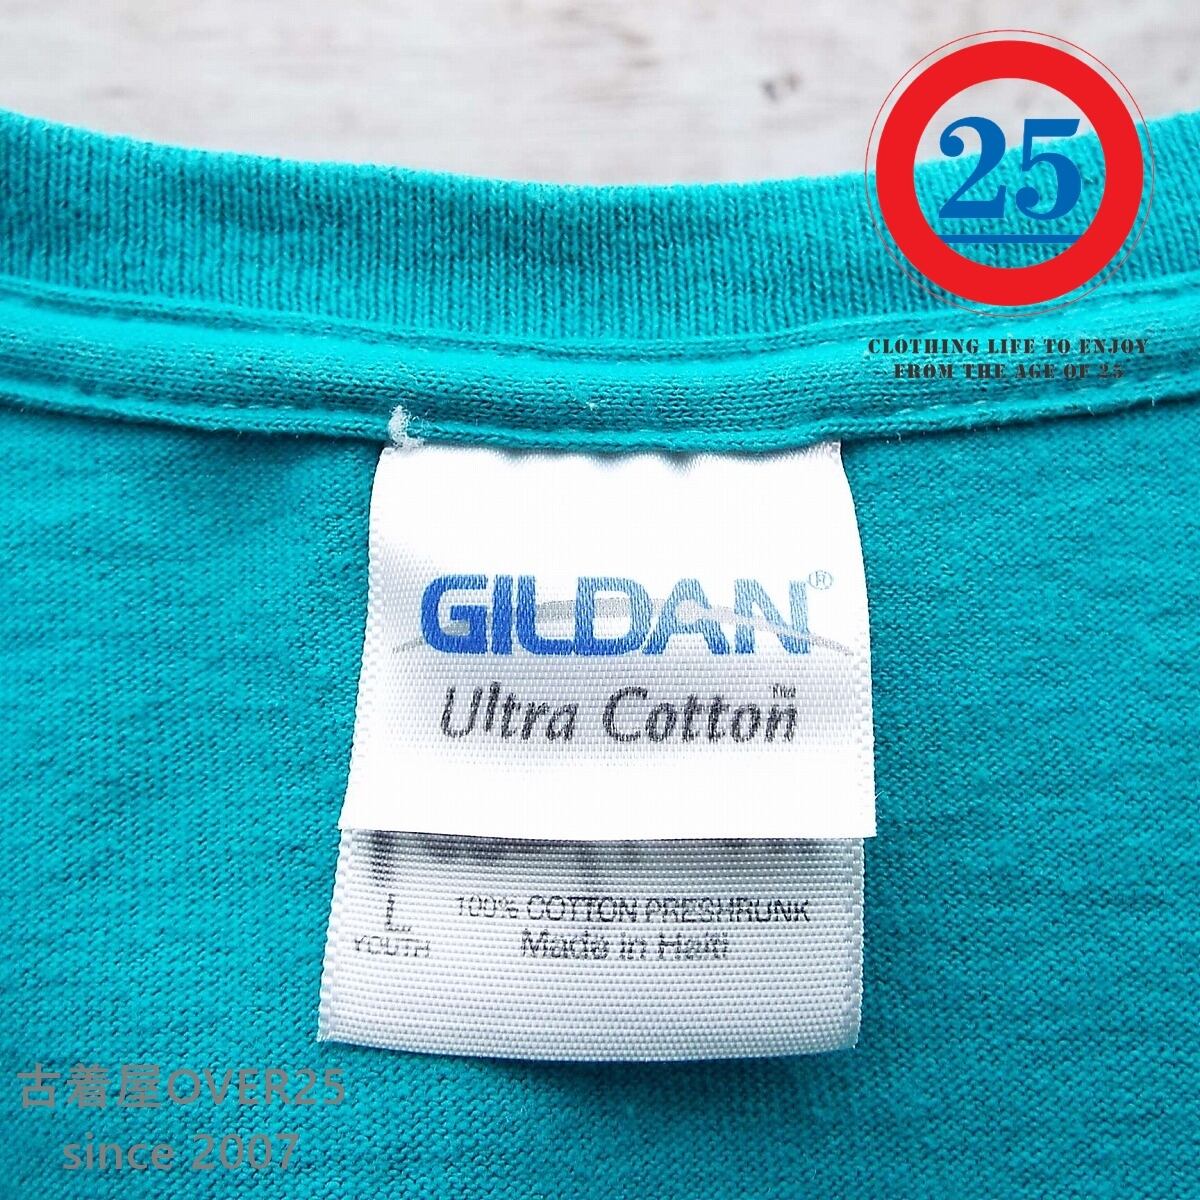 25
CLOTHING LIFE TO ENJOY
FROM THE AGE OF 25
GILDAN®
Ultra Cotton™
L
YOUTH
100% COTTON PRESHRUNK
Made in Haiti
古着屋OVER25
since 2007